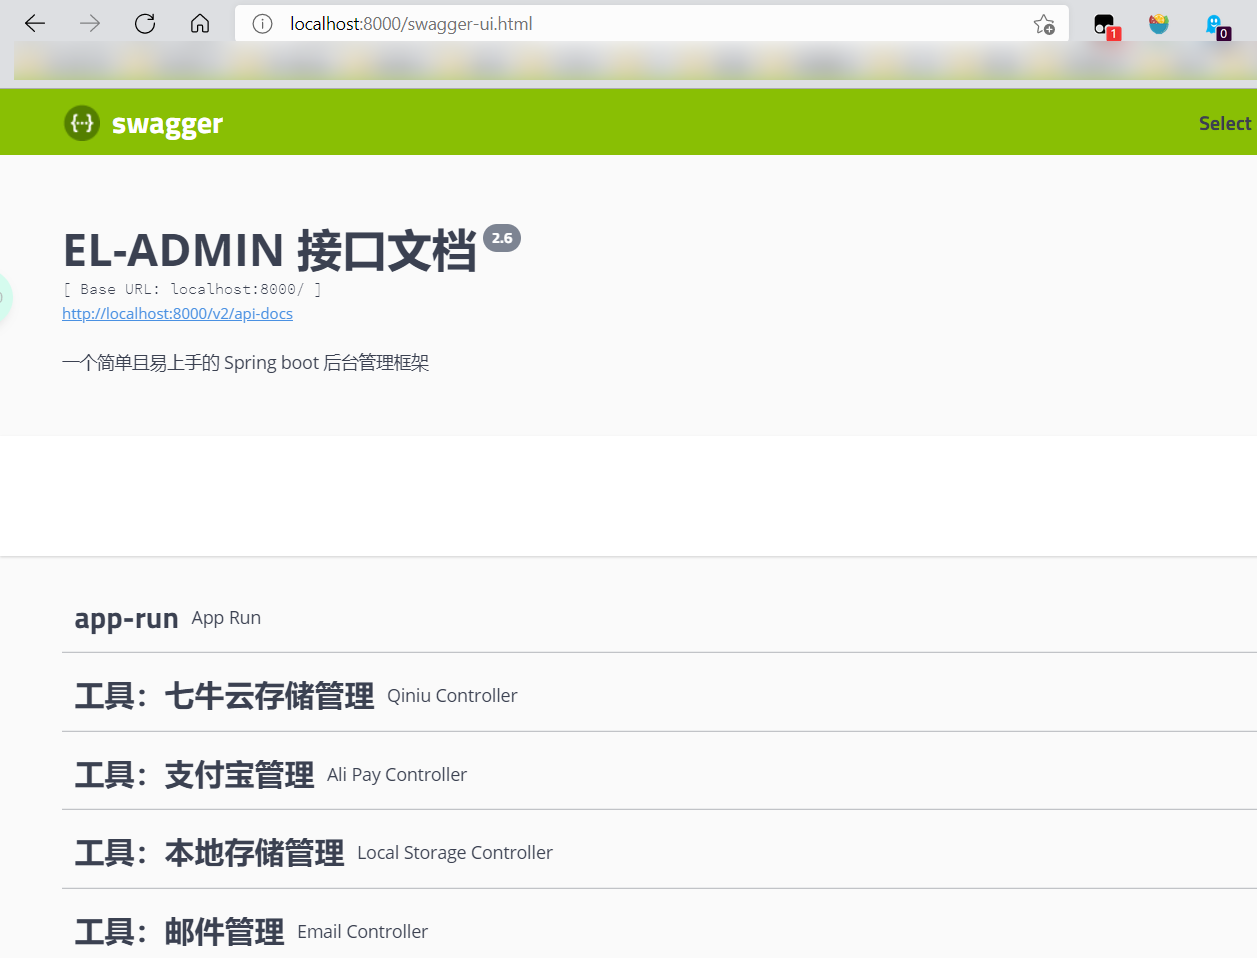 localhost:8000/swagger-ui.html
1
0
swagger
Select
EL-ADMIN 接口文档 2.6
[ Base URL: localhost:8000/ ]
http://localhost:8000/v2/api-docs
一个简单且易上手的 Spring boot 后台管理框架
app-run App Run
工具：七牛云存储管理 Qiniu Controller
工具：支付宝管理 Ali Pay Controller
工具：本地存储管理 Local Storage Controller
工具：邮件管理 Email Controller